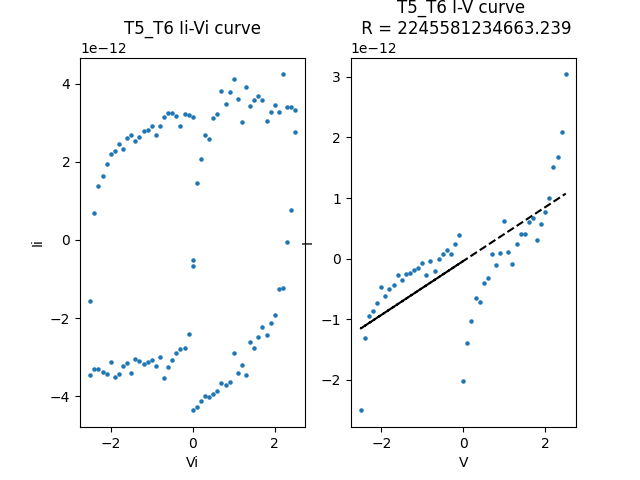 T5_T6 Ii-Vi curve
1e−12
4
2
0
−2
−4
−2
0
2
Vi
Ii
T5_T6 I-V curve
R = 2245581234663.239
1e−12
3
2
1
0
−1
−2
−2
0
2
V
I